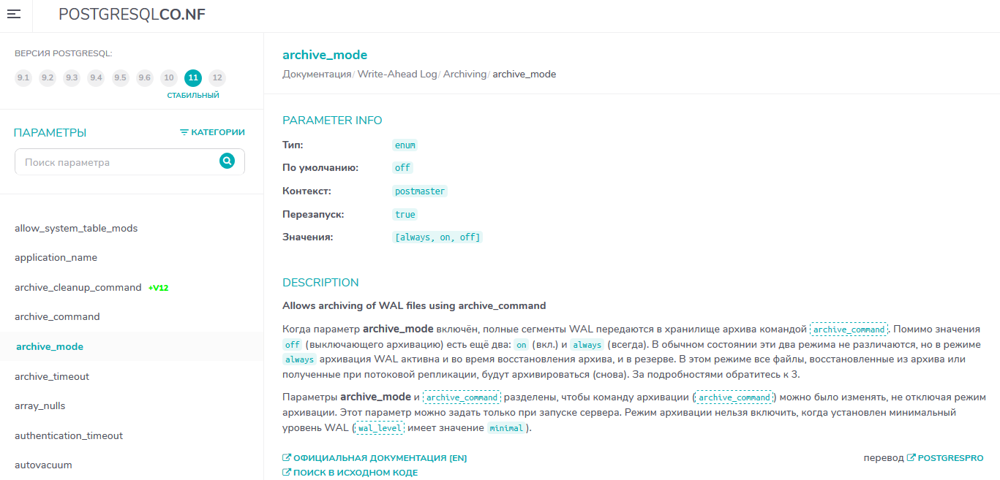 POSTGRESQLCO.NF
ВЕРСИЯ POSTGRESQL:
9.1 9.2 9.3 9.4 9.5 9.6 10 11 12
СТАБИЛЬНЫЙ
ПАРАМЕТРЫ
КАТЕГОРИИ
Поиск параметра
allow_system_table_mods
application_name
archive_cleanup_command +V12
archive_command
archive_mode
archive_timeout
array_nulls
authentication_timeout
autovacuum
archive_mode
Документация/ Write-Ahead Log/ Archiving/ archive_mode
PARAMETER INFO
Тип: enum
По умолчанию: off
Контекст: postmaster
Перезапуск: true
Значения: [always, on, off]
DESCRIPTION
Allows archiving of WAL files using archive_command
Когда параметр archive_mode включён, полные сегменты WAL передаются в хранилище архива командой archive_command. Помимо значения
off (выключающего архивацию) есть ещё два: on (вкл.) и always (всегда). В обычном состоянии эти два режима не различаются, но в режиме
always архивация WAL активна и во время восстановления архива, и в резерве. В этом режиме все файлы, восстановленные из архива или
полученные при потоковой репликации, будут архивироваться (снова). За подробностями обратитесь к 3.
Параметры archive_mode и archive_command разделены, чтобы команду архивации (archive_command) можно было изменять, не отключая режим
архивации. Этот параметр можно задать только при запуске сервера. Режим архивации нельзя включить, когда установлен минимальный
уровень WAL (wal_level имеет значение minimal).
ОФИЦИАЛЬНАЯ ДОКУМЕНТАЦИЯ [EN]
ПОИСК В ИСХОДНОМ КОДЕ
перевод POSTGRESPRO